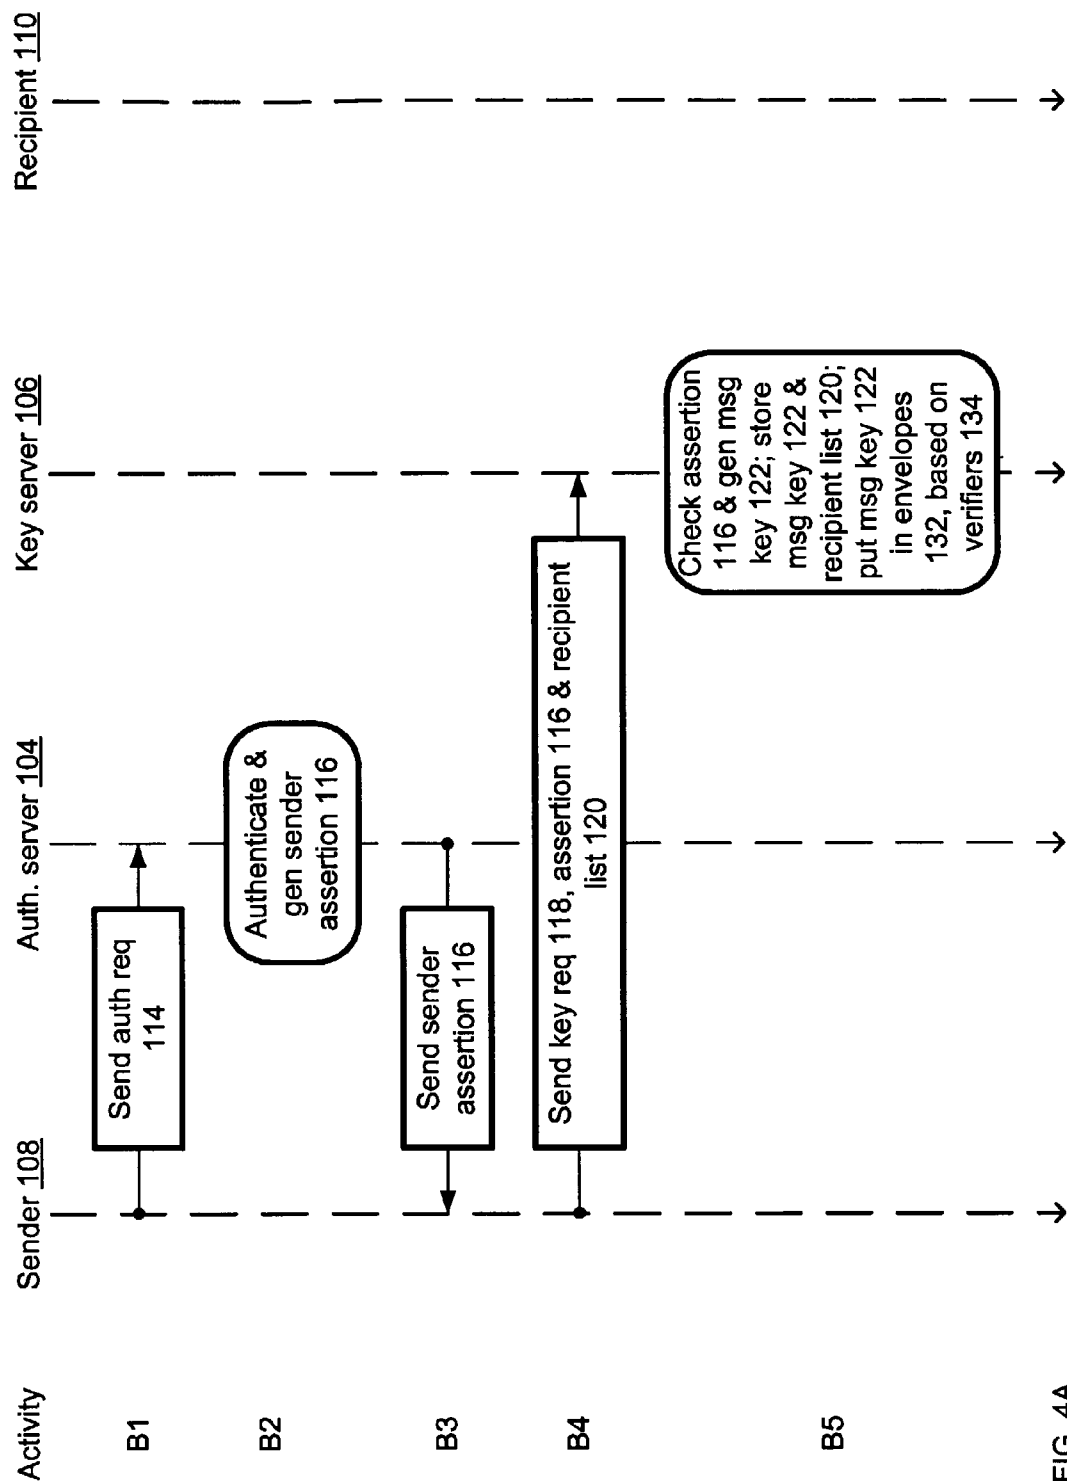 Activity
Sender 108
Auth. server 104
Key server 106
Recipient 110
B1
Send auth req
114
B2
Authenticate &
gen sender
assertion 116
B3
Send sender
assertion 116
B4
Send key req 118, assertion 116 & recipient
list 120
B5
Check assertion
116 & gen msg
key 122; store
msg key 122 &
recipient list 120;
put msg key 122
in envelopes
132, based on
verifiers 134
FIG. 4A